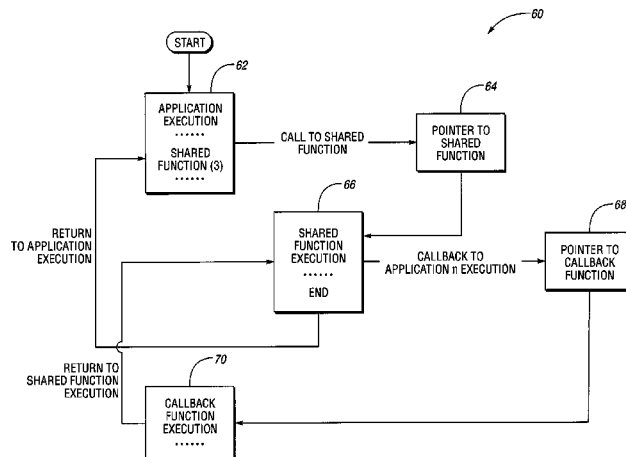 60
START
62
APPLICATION
EXECUTION
......
SHARED
FUNCTION (3)
......
CALL TO SHARED
FUNCTION
64
POINTER TO
SHARED
FUNCTION
RETURN
TO APPLICATION
EXECUTION
66
SHARED
FUNCTION
EXECUTION
......
END
CALLBACK TO
APPLICATION n EXECUTION
68
POINTER TO
CALLBACK
FUNCTION
RETURN TO
SHARED FUNCTION
EXECUTION
70
CALLBACK
FUNCTION
EXECUTION
......